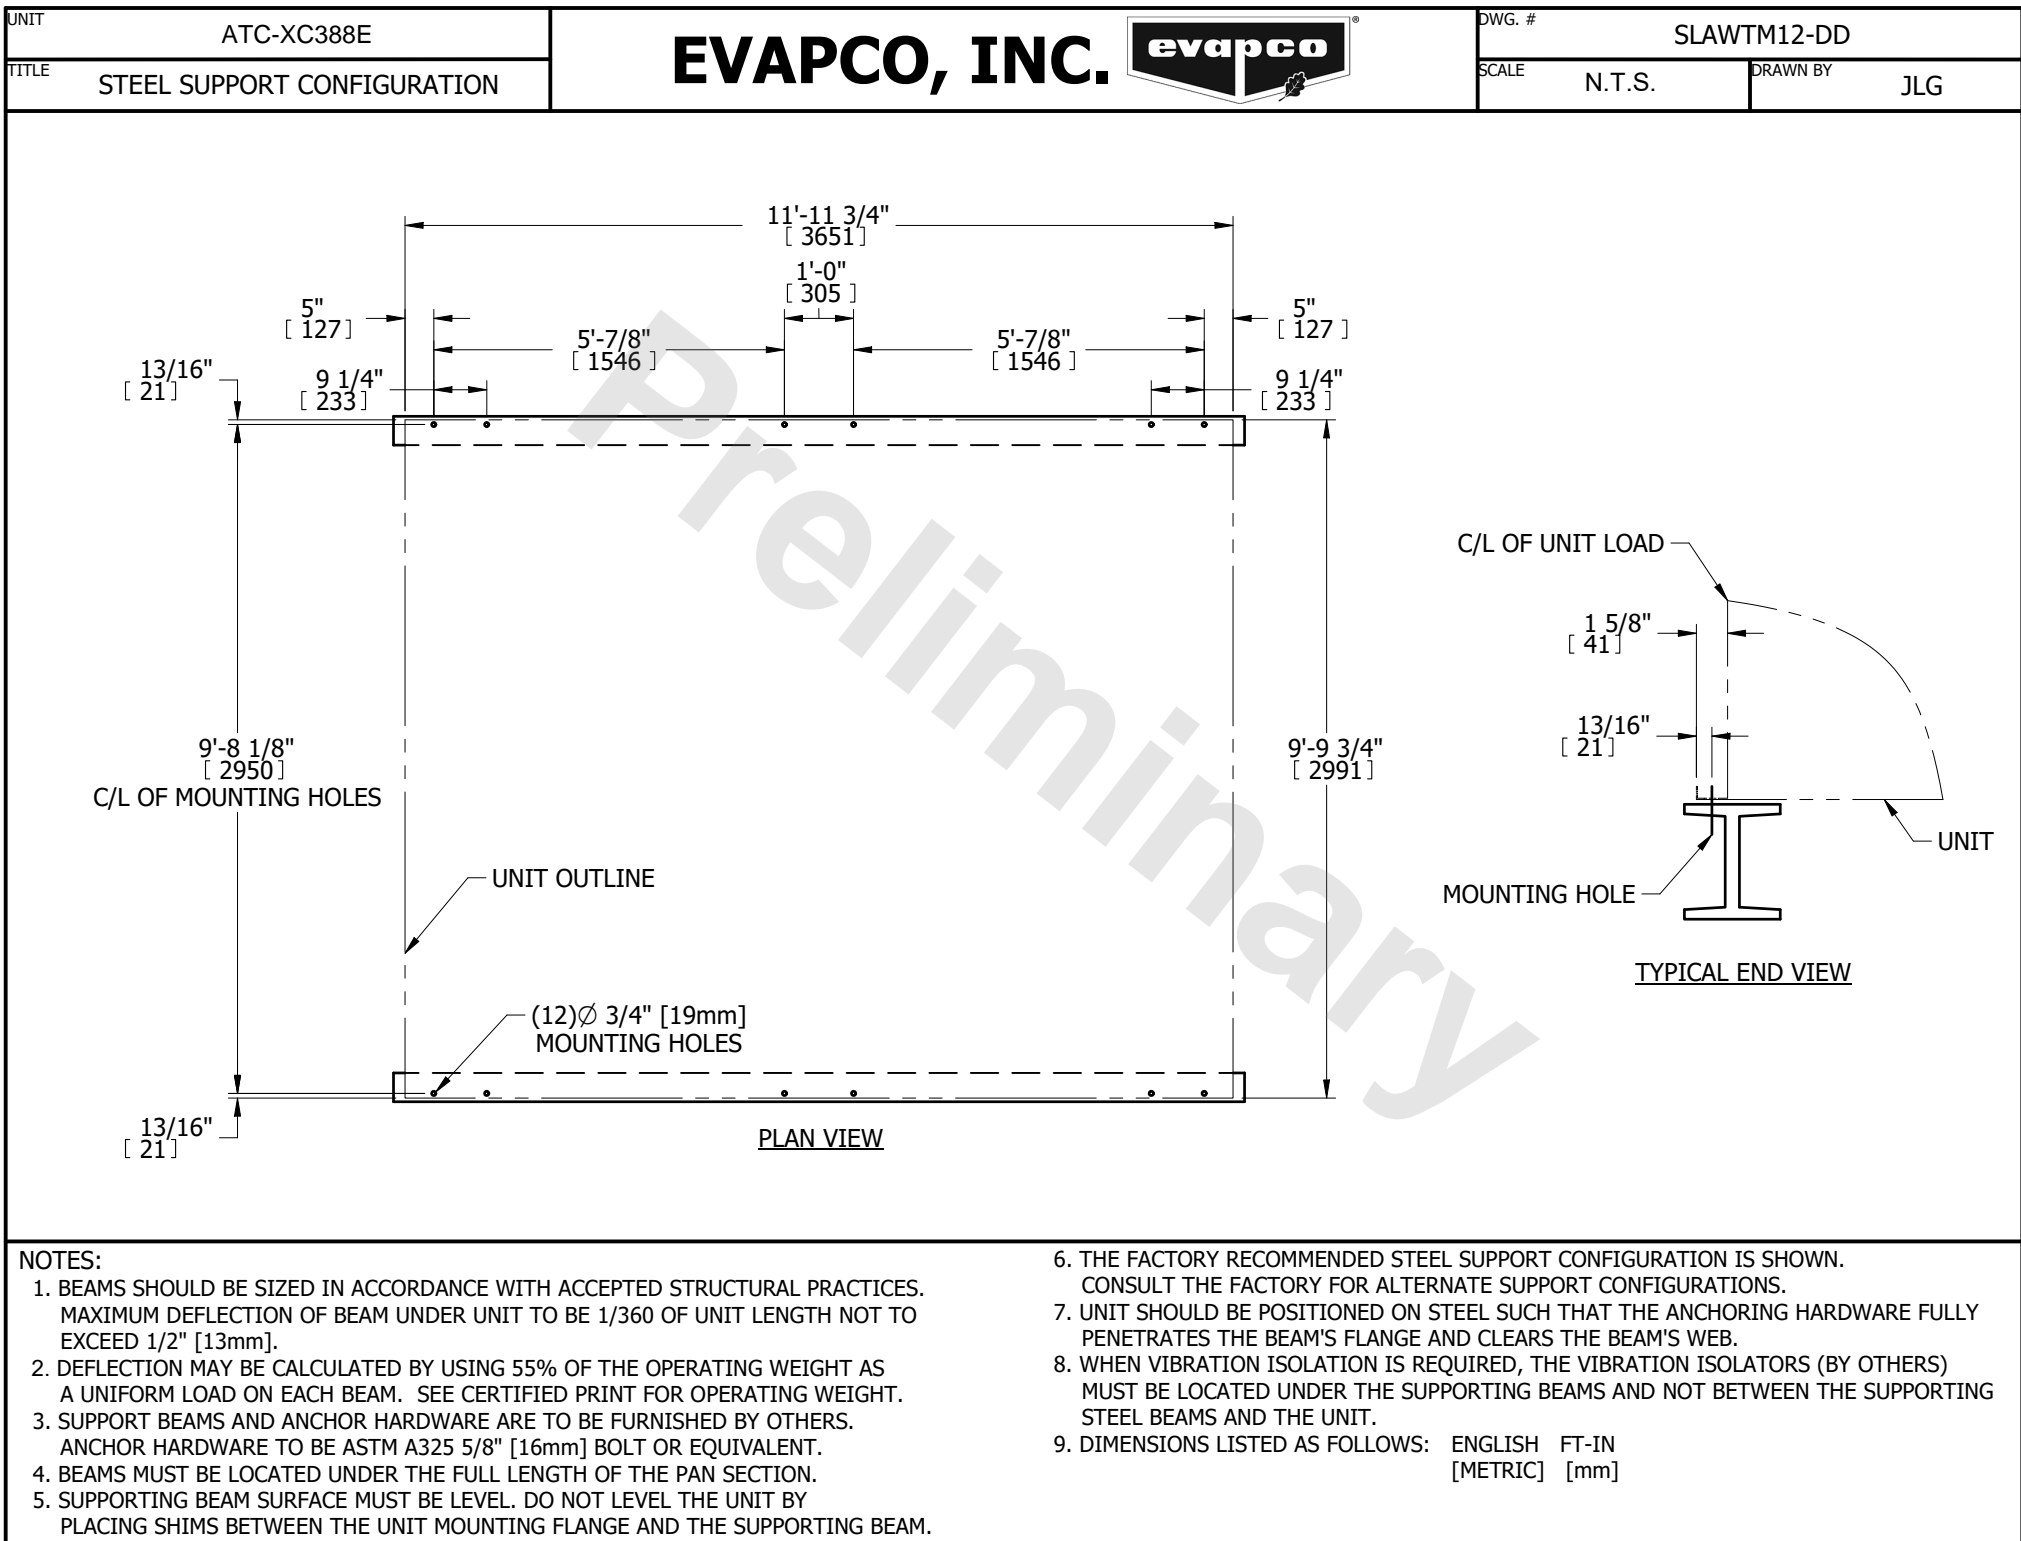 UNIT
ATC-XC388E
TITLE
STEEL SUPPORT CONFIGURATION
EVAPCO, INC.
evapco
®
DWG. #
SLAWTM12-DD
SCALE
N.T.S.
DRAWN BY
JLG
11'-11 3/4"
[ 3651]
1'-0"
[ 305 ]
5"
[ 127]
5"
[ 127 ]
5'-7/8"
[ 1546 ]
5'-7/8"
[ 1546 ]
13/16"
[ 21]
9 1/4"
[ 233]
9 1/4"
[ 233 ]
Preliminary
C/L OF UNIT LOAD
1 5/8"
[ 41]
13/16"
[ 21]
9'-8 1/8"
[ 2950]
C/L OF MOUNTING HOLES
9'-9 3/4"
[ 2991]
UNIT
MOUNTING HOLE
UNIT OUTLINE
TYPICAL END VIEW
(12)∅ 3/4" [19mm]
MOUNTING HOLES
13/16"
[ 21]
PLAN VIEW
NOTES:
1. BEAMS SHOULD BE SIZED IN ACCORDANCE WITH ACCEPTED STRUCTURAL PRACTICES.
MAXIMUM DEFLECTION OF BEAM UNDER UNIT TO BE 1/360 OF UNIT LENGTH NOT TO
EXCEED 1/2" [13mm].
2. DEFLECTION MAY BE CALCULATED BY USING 55% OF THE OPERATING WEIGHT AS
A UNIFORM LOAD ON EACH BEAM. SEE CERTIFIED PRINT FOR OPERATING WEIGHT.
3. SUPPORT BEAMS AND ANCHOR HARDWARE ARE TO BE FURNISHED BY OTHERS.
ANCHOR HARDWARE TO BE ASTM A325 5/8" [16mm] BOLT OR EQUIVALENT.
4. BEAMS MUST BE LOCATED UNDER THE FULL LENGTH OF THE PAN SECTION.
5. SUPPORTING BEAM SURFACE MUST BE LEVEL. DO NOT LEVEL THE UNIT BY
PLACING SHIMS BETWEEN THE UNIT MOUNTING FLANGE AND THE SUPPORTING BEAM.
6. THE FACTORY RECOMMENDED STEEL SUPPORT CONFIGURATION IS SHOWN.
CONSULT THE FACTORY FOR ALTERNATE SUPPORT CONFIGURATIONS.
7. UNIT SHOULD BE POSITIONED ON STEEL SUCH THAT THE ANCHORING HARDWARE FULLY
PENETRATES THE BEAM'S FLANGE AND CLEARS THE BEAM'S WEB.
8. WHEN VIBRATION ISOLATION IS REQUIRED, THE VIBRATION ISOLATORS (BY OTHERS)
MUST BE LOCATED UNDER THE SUPPORTING BEAMS AND NOT BETWEEN THE SUPPORTING
STEEL BEAMS AND THE UNIT.
9. DIMENSIONS LISTED AS FOLLOWS: ENGLISH FT-IN
[METRIC] [mm]